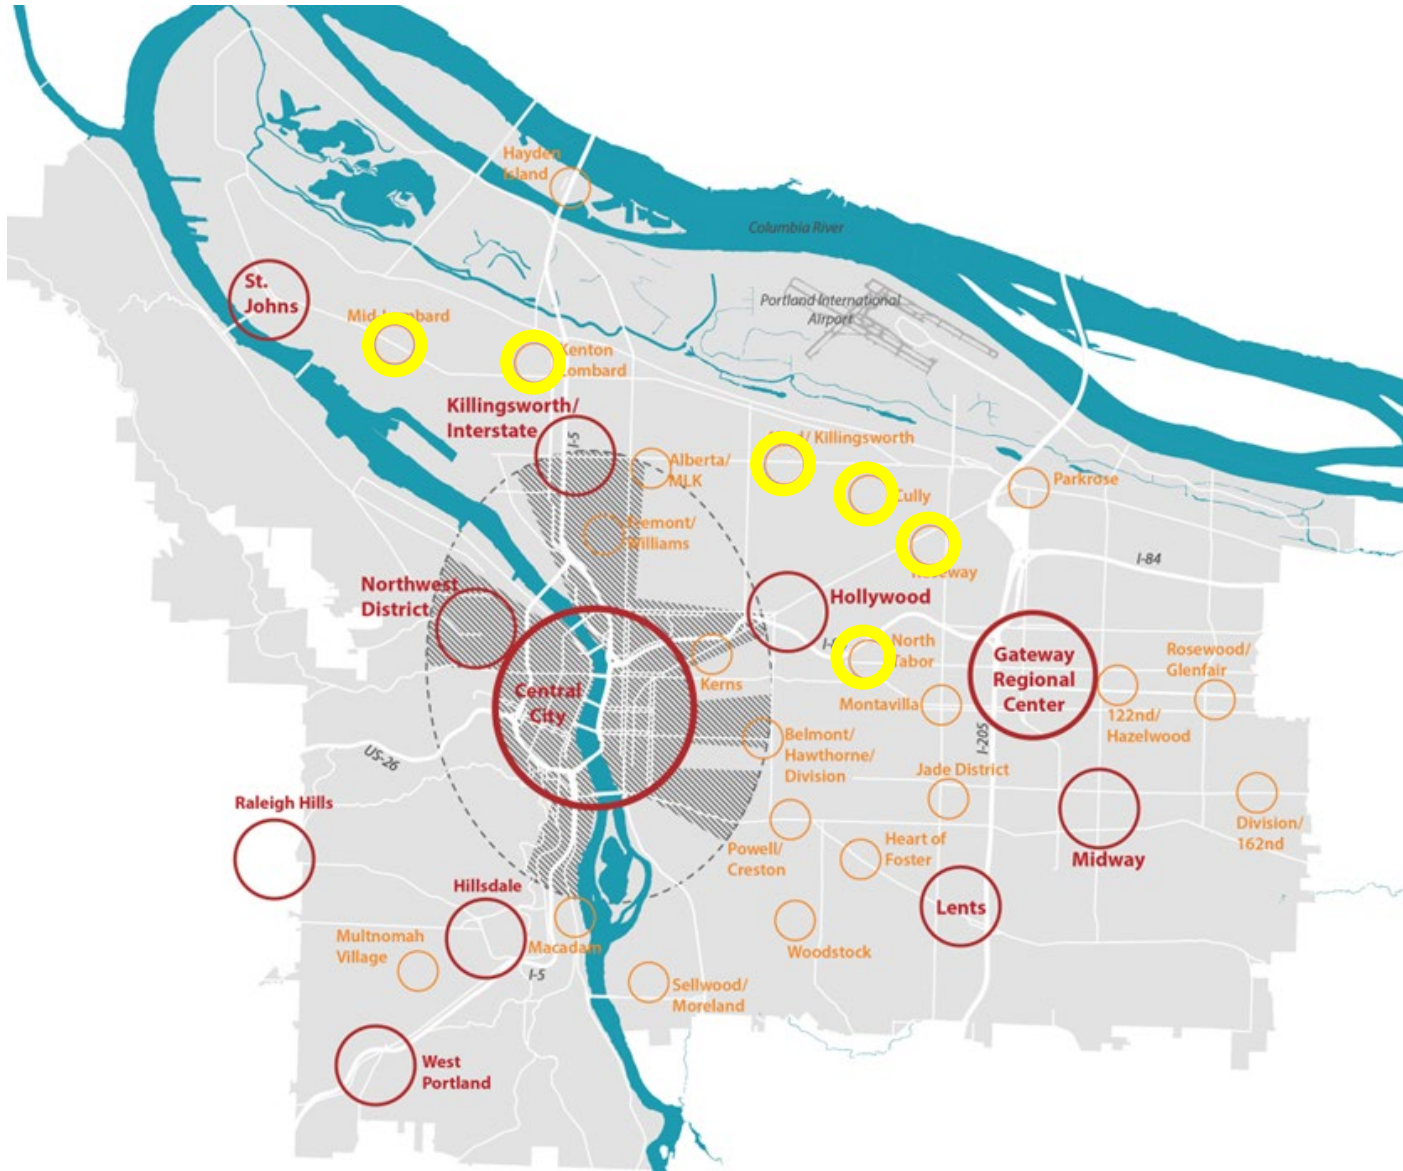 Hayden
Island
Columbia River
Portland International
Airport
St.
Johns
Mid-Lombard
Kenton
Lombard
Killingsworth/
Interstate
I-5
Alberta/
MLK
/ Killingsworth
Cully
Parkrose
Fremont/
Williams
Roseway
I-84
Northwest
District
Hollywood
North
Tabor
Kerns
Gateway
Regional
Center
Rosewood/
Glenfair
Central
City
Montavilla
122nd/
Hazelwood
I-205
US-26
Belmont/
Hawthorne/
Division
Jade District
Raleigh Hills
Division/
162nd
Powell/
Creston
Heart of
Foster
Midway
Hillsdale
Lents
Multnomah
Village
Macadam
Woodstock
I-5
Sellwood/
Moreland
West
Portland